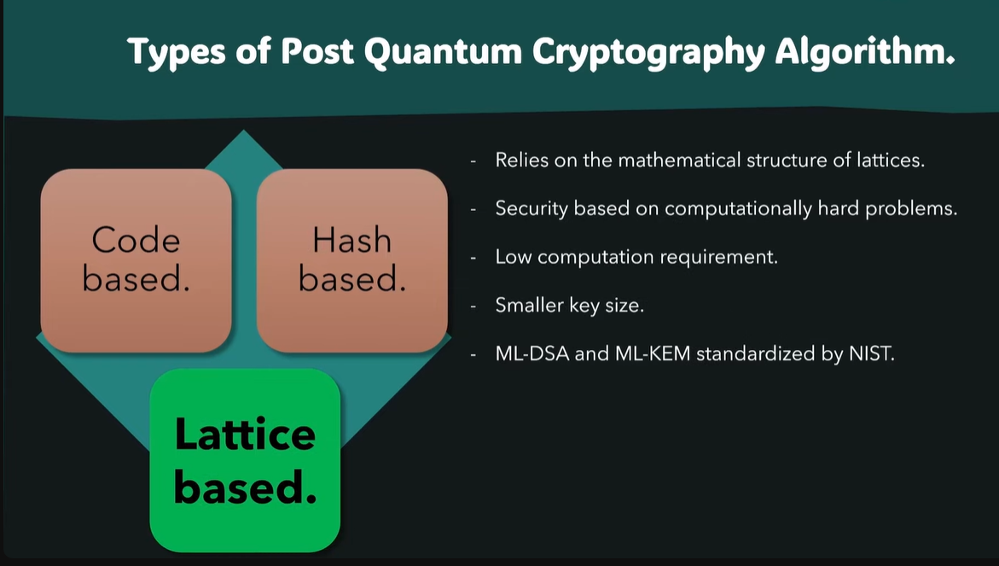 Types of Post Quantum Cryptography Algorithm.
Code
based.
Hash
based.
Lattice
based.
- Relies on the mathematical structure of lattices.
- Security based on computationally hard problems.
- Low computation requirement.
- Smaller key size.
- ML-DSA and ML-KEM standardized by NIST.